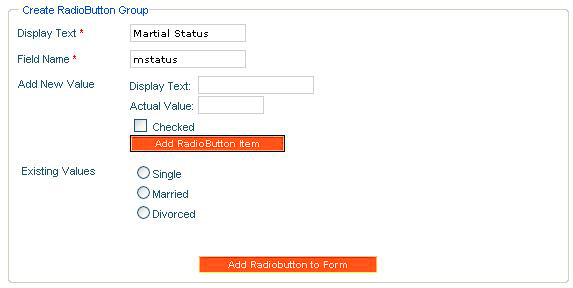 Create RadioButton Group
Display Text * Martial Status
Field Name * mstatus
Add New Value Display Text:
Actual Value:
Checked
Add RadioButton Item
Existing Values Single
Married
Divorced
Add Radiobutton to Form